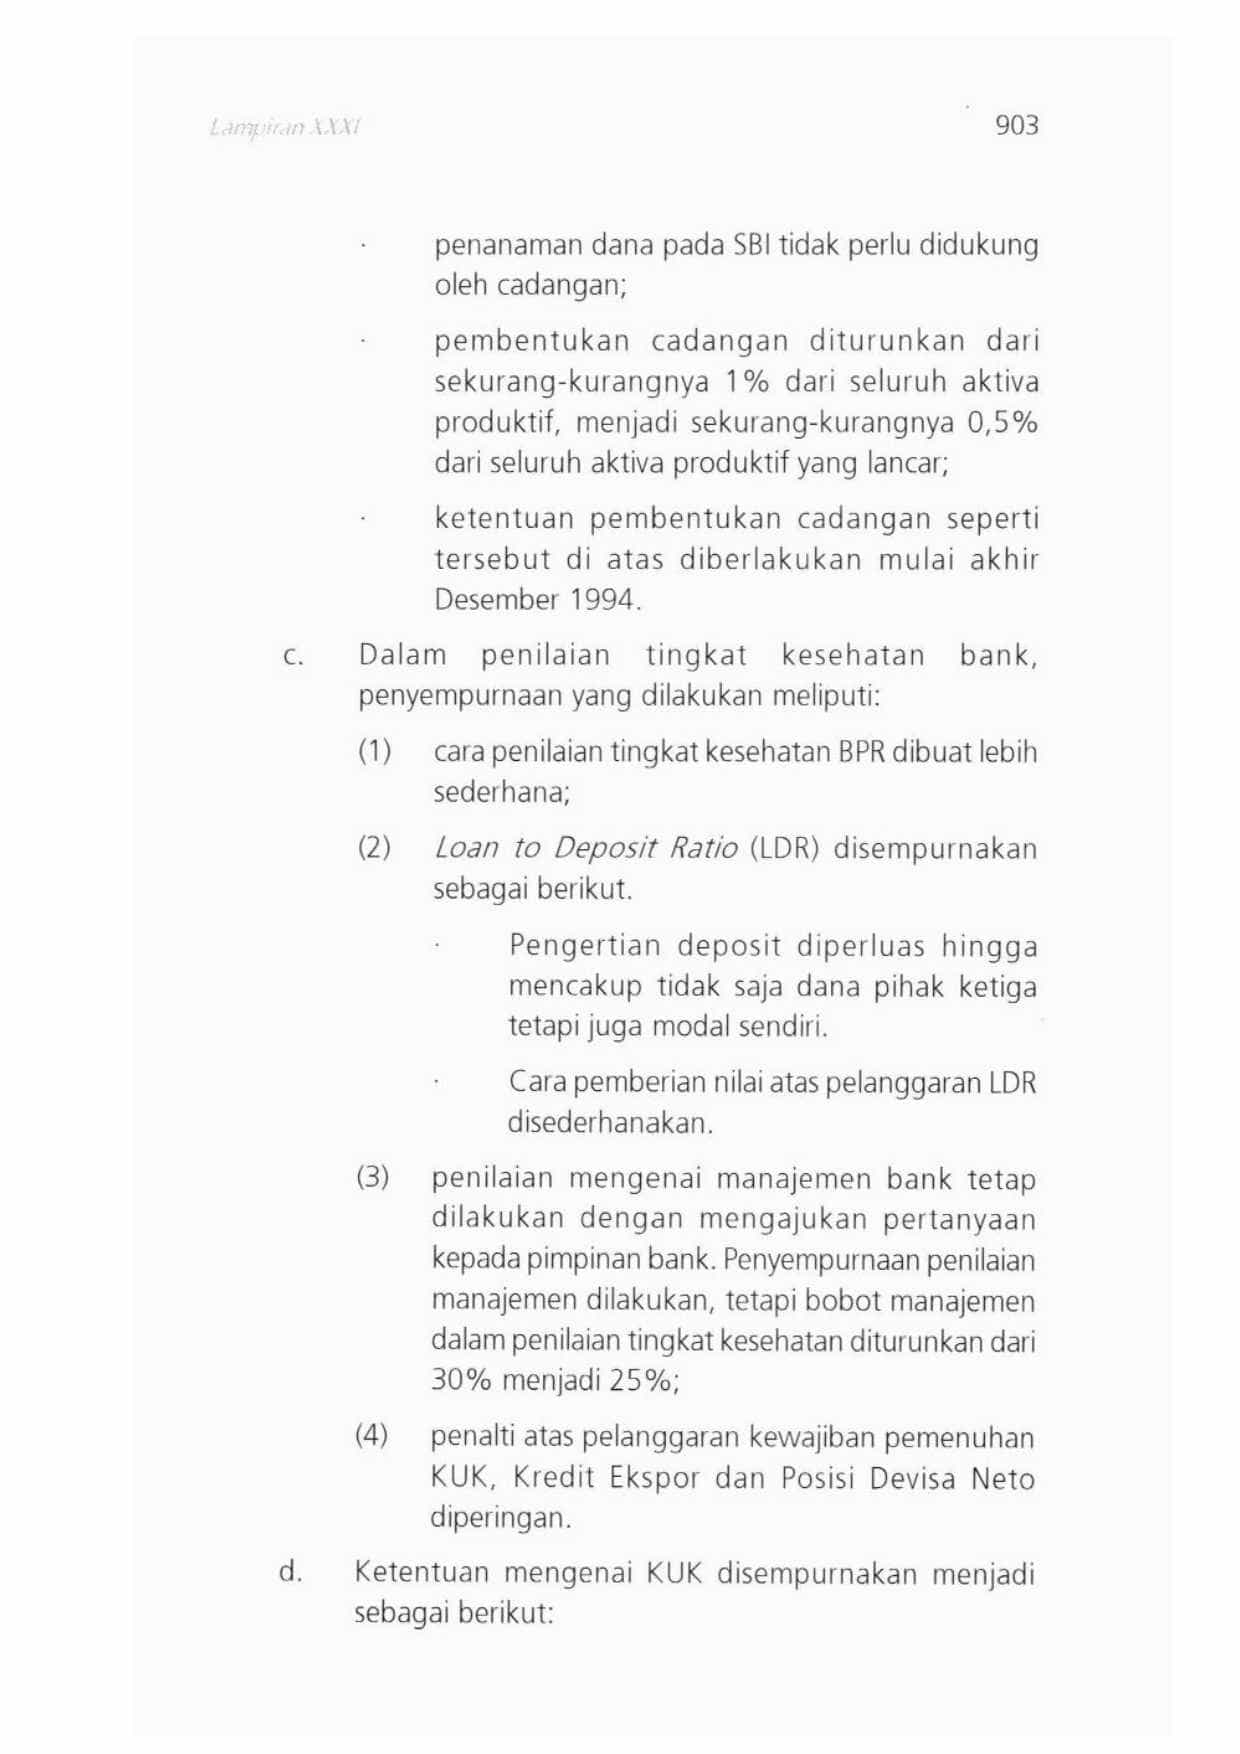 Lampiran XXXI
903
· penanaman dana pada SBI tidak perlu didukung
oleh cadangan;
· pembentukan cadangan diturunkan dari
sekurang-kurangnya 1% dari seluruh aktiva
produktif, menjadi sekurang-kurangnya 0,5%
dari seluruh aktiva produktif yang lancar;
· ketentuan pembentukan cadangan seperti
tersebut di atas diberlakukan mulai akhir
Desember 1994.
c. Dalam penilaian tingkat kesehatan bank,
penyempurnaan yang dilakukan meliputi:
(1) cara penilaian tingkat kesehatan BPR dibuat lebih
sederhana;
(2) Loan to Deposit Ratio (LDR) disempurnakan
sebagai berikut.
· Pengertian deposit diperluas hingga
mencakup tidak saja dana pihak ketiga
tetapi juga modal sendiri.
· Cara pemberian nilai atas pelanggaran LDR
disederhanakan.
(3) penilaian mengenai manajemen bank tetap
dilakukan dengan mengajukan pertanyaan
kepada pimpinan bank. Penyempurnaan penilaian
manajemen dilakukan, tetapi bobot manajemen
dalam penilaian tingkat kesehatan diturunkan dari
30% menjadi 25%;
(4) penalti atas pelanggaran kewajiban pemenuhan
KUK, Kredit Ekspor dan Posisi Devisa Neto
diperingan.
d. Ketentuan mengenai KUK disempurnakan menjadi
sebagai berikut: